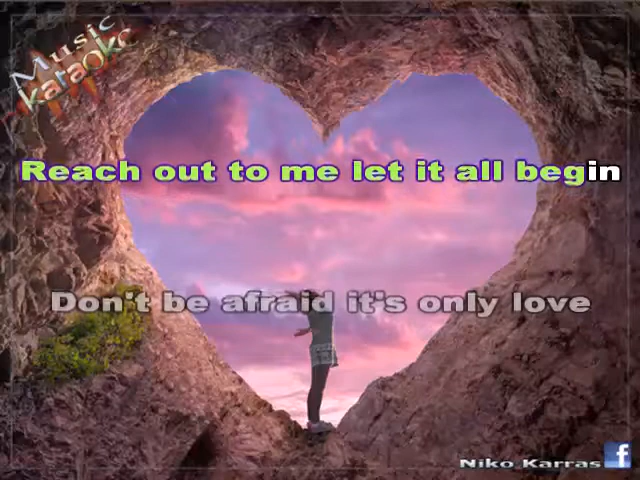 Music
karaoke
Reach out to me let it all begin
Don't be afraid it's only love
Niko Karras f